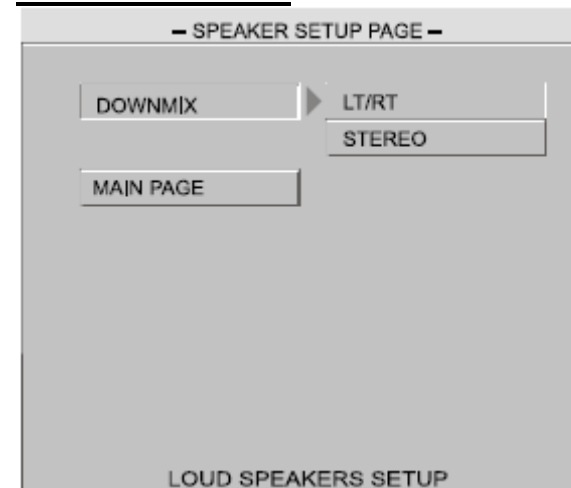 – SPEAKER SETUP PAGE –
DOWNMIX LT/RT
STEREO
MAIN PAGE
LOUD SPEAKERS SETUP